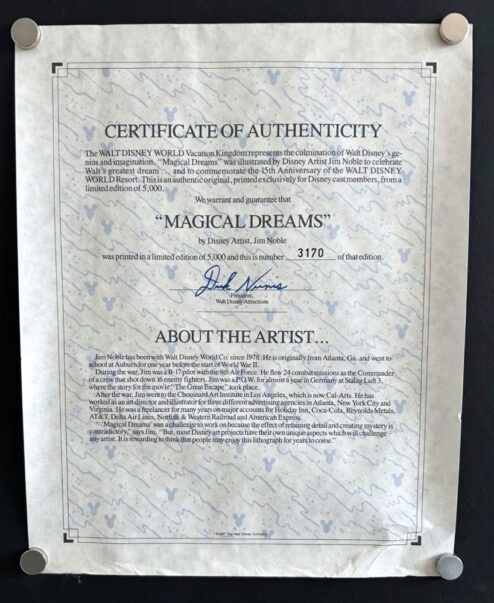 CERTIFICATE OF AUTHENTICITY
The WALT DISNEY WORLD Vacation Kingdom represents the culmination of Walt Disney's ge-
nius and imagination. "Magical Dreams" was illustrated by Disney Artist Jim Noble to celebrate
Walt's greatest dream . . . and to commemorate the 15th Anniversary of the WALT DISNEY
WORLD Resort. This is an authentic original, printed exclusively for Disney cast members, from a
limited edition of 5,000.
We warrant and guarantee that
"MAGICAL DREAMS"
by Disney Artist, Jim Noble
was printed in a limited edition of 5,000 and this is number 3170 of that edition.
Dick Nunis
President,
Walt Disney Attractions
ABOUT THE ARTIST...
Jim Noble has been with Walt Disney World Co. since 1978. He is originally from Atlanta, Ga. and went to
school at Auburn for one year before the start of World War II.
During the war, Jim was a B-17 pilot with the 8th Air Force. He flew 24 combat missions as the Commander
of a crew that shot down 16 enemy fighters. Jim was a P.O.W. for almost a year in Germany at Stalag Luft 3,
where the story for the movie "The Great Escape" took place.
After the war, Jim went to the Chouinard Art Institute in Los Angeles, which is now Cal-Arts. He has
worked as an art director and illustrator for three different advertising agencies in Atlanta, New York City and
Virginia. He was a freelancer for many years on major accounts for Holiday Inn, Coca-Cola, Reynolds Metals,
AT&T, Delta Air Lines, Norfolk & Western Railroad and American Express.
"'Magical Dreams' was a challenge to work on because the effect of retaining detail and creating mystery is
contradictory," says Jim. "But, most Disney art projects have their own unique aspects which will challenge
any artist. It is rewarding to think that people may enjoy this lithograph for years to come."
The Walt Disney Company